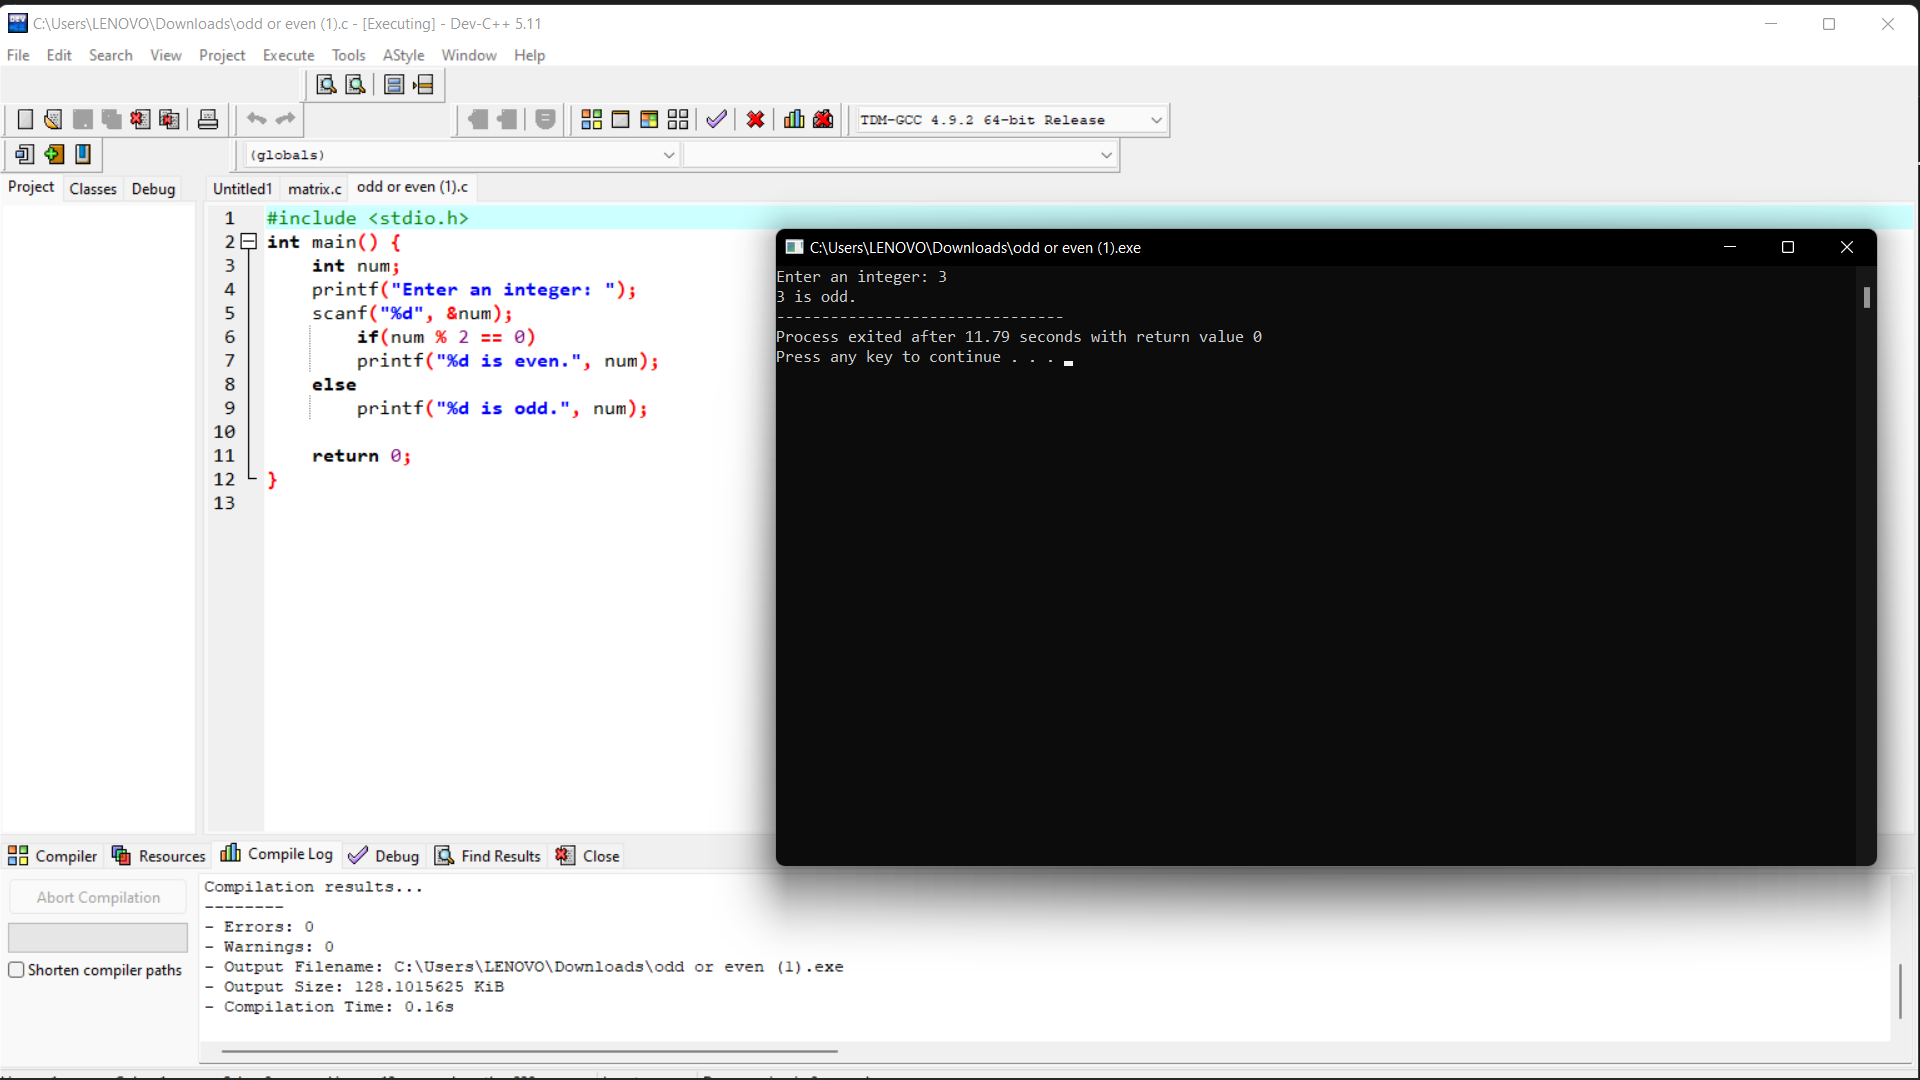 C:\Users\LENOVO\Downloads\odd or even (1).c - [Executing] - Dev-C++ 5.11
File Edit Search View Project Execute Tools AStyle Window Help
TDM-GCC 4.9.2 64-bit Release
(globals)
Project Classes Debug
Untitled1 matrix.c odd or even (1).c
1 #include <stdio.h>
2 int main() {
3 int num;
4 printf("Enter an integer: ");
5 scanf("%d", &num);
6 if(num % 2 == 0)
7 printf("%d is even.", num);
8 else
9 printf("%d is odd.", num);
10
11 return 0;
12 }
13
C:\Users\LENOVO\Downloads\odd or even (1).exe
Enter an integer: 3
3 is odd.
--------------------------------
Process exited after 11.79 seconds with return value 0
Press any key to continue . . .
Compiler Resources Compile Log Debug Find Results Close
Abort Compilation
Shorten compiler paths
Compilation results...
--------
- Errors: 0
- Warnings: 0
- Output Filename: C:\Users\LENOVO\Downloads\odd or even (1).exe
- Output Size: 128.1015625 KiB
- Compilation Time: 0.16s